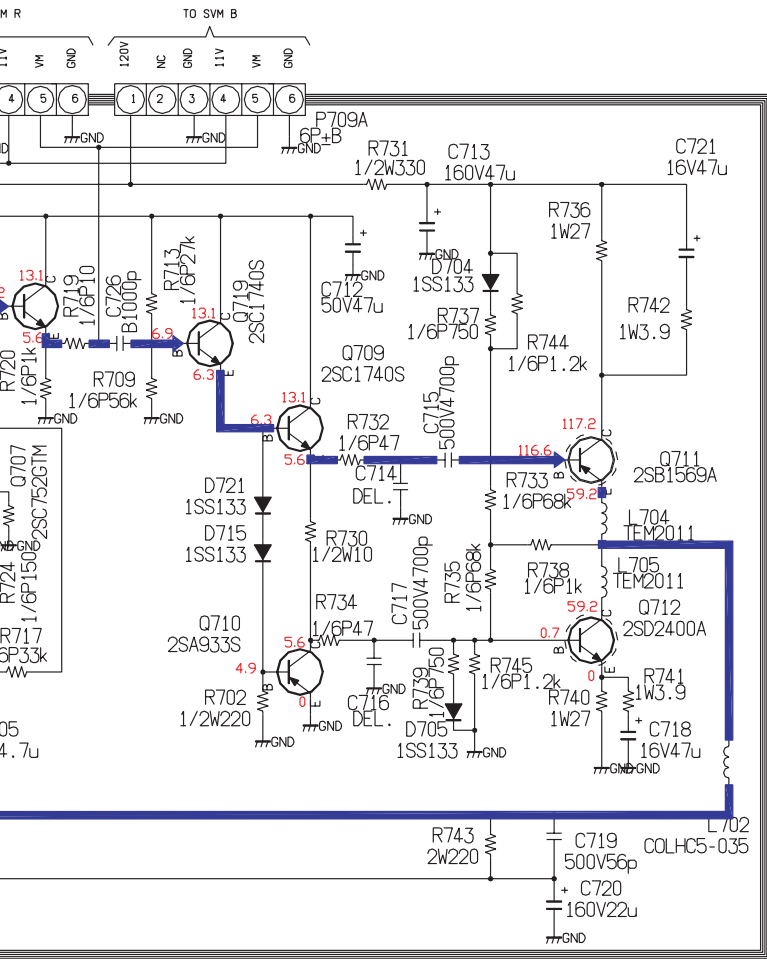 M R
TO SVM B
11V
VM
GND
120V
NC
GND
11V
VM
GND
4
5
6
1
2
3
4
5
6
P709A
6P±B
GND
GND
GND
R731
1/2W330
C713
160V47u
C721
16V47u
R736
1W27
+
+
+
GND
GND
D704
1SS133
C712
50V47u
R737
1/6P750
R742
1W3.9
R744
1/6P1.2k
13.1
C
B
E
5.6
R719
1/6P10
C726
B1000p
R713
1/6P27k
6.9
B
13.1
C
Q719
2SC1740S
6.3
E
R720
1/6P1k
GND
R709
1/6P56k
GND
Q709
2SC1740S
13.1
C
6.3
B
5.6
R732
1/6P47
C715
500V4700p
117.2
C
116.6
B
59.2
E
Q711
2SB1569A
Q707
2SC752GTM
GND
C714
DEL.
GND
R733
1/6P68k
D721
1SS133
D715
1SS133
L704
TEM2011
R730
1/2W10
R724
1/6P150
C717
500V4700p
R735
1/6P68k
R738
1/6P1k
L705
TEM2011
R734
1/6P47
59.2
C
Q712
2SD2400A
Q710
2SA933S
R717
6P33k
5.6
C
4.9
B
0
E
0.7
B
0
E
R702
1/2W220
GND
GND
GND
C716
DEL.
R739
1/6P750
D705
1SS133
R745
1/6P1.2k
GND
R740
1W27
R741
1W3.9
+
C718
16V47u
GND
GND
05
4.7u
L702
COLHC5-035
R743
2W220
C719
500V56p
+
C720
160V22u
GND